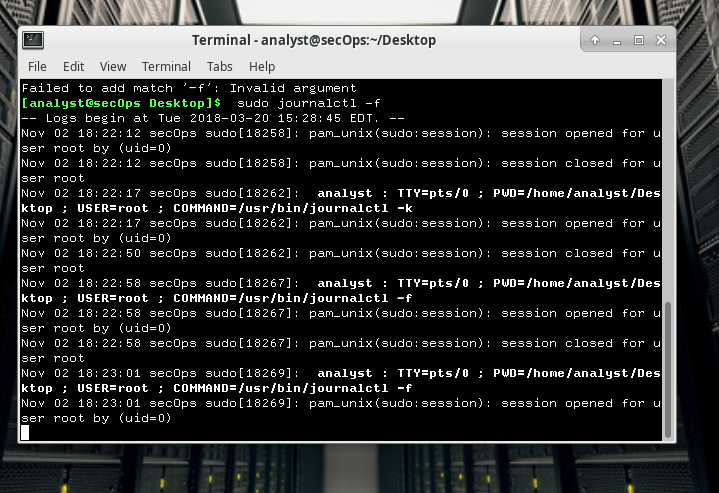 Terminal - analyst@secOps:~/Desktop
File Edit View Terminal Tabs Help
Failed to add match '-f': Invalid argument
[analyst@secOps Desktop]$ sudo journalctl -f
-- Logs begin at Tue 2018-03-20 15:28:45 EDT. --
Nov 02 18:22:12 secOps sudo[18258]: pam_unix(sudo:session): session opened for u
ser root by (uid=0)
Nov 02 18:22:12 secOps sudo[18258]: pam_unix(sudo:session): session closed for u
ser root
Nov 02 18:22:17 secOps sudo[18262]:  analyst : TTY=pts/0 ; PWD=/home/analyst/Des
ktop ; USER=root ; COMMAND=/usr/bin/journalctl -k
Nov 02 18:22:17 secOps sudo[18262]: pam_unix(sudo:session): session opened for u
ser root by (uid=0)
Nov 02 18:22:50 secOps sudo[18262]: pam_unix(sudo:session): session closed for u
ser root
Nov 02 18:22:58 secOps sudo[18267]:  analyst : TTY=pts/0 ; PWD=/home/analyst/Des
ktop ; USER=root ; COMMAND=/usr/bin/journalctl -f
Nov 02 18:22:58 secOps sudo[18267]: pam_unix(sudo:session): session opened for u
ser root by (uid=0)
Nov 02 18:22:58 secOps sudo[18267]: pam_unix(sudo:session): session closed for u
ser root
Nov 02 18:23:01 secOps sudo[18269]:  analyst : TTY=pts/0 ; PWD=/home/analyst/Des
ktop ; USER=root ; COMMAND=/usr/bin/journalctl -f
Nov 02 18:23:01 secOps sudo[18269]: pam_unix(sudo:session): session opened for u
ser root by (uid=0)